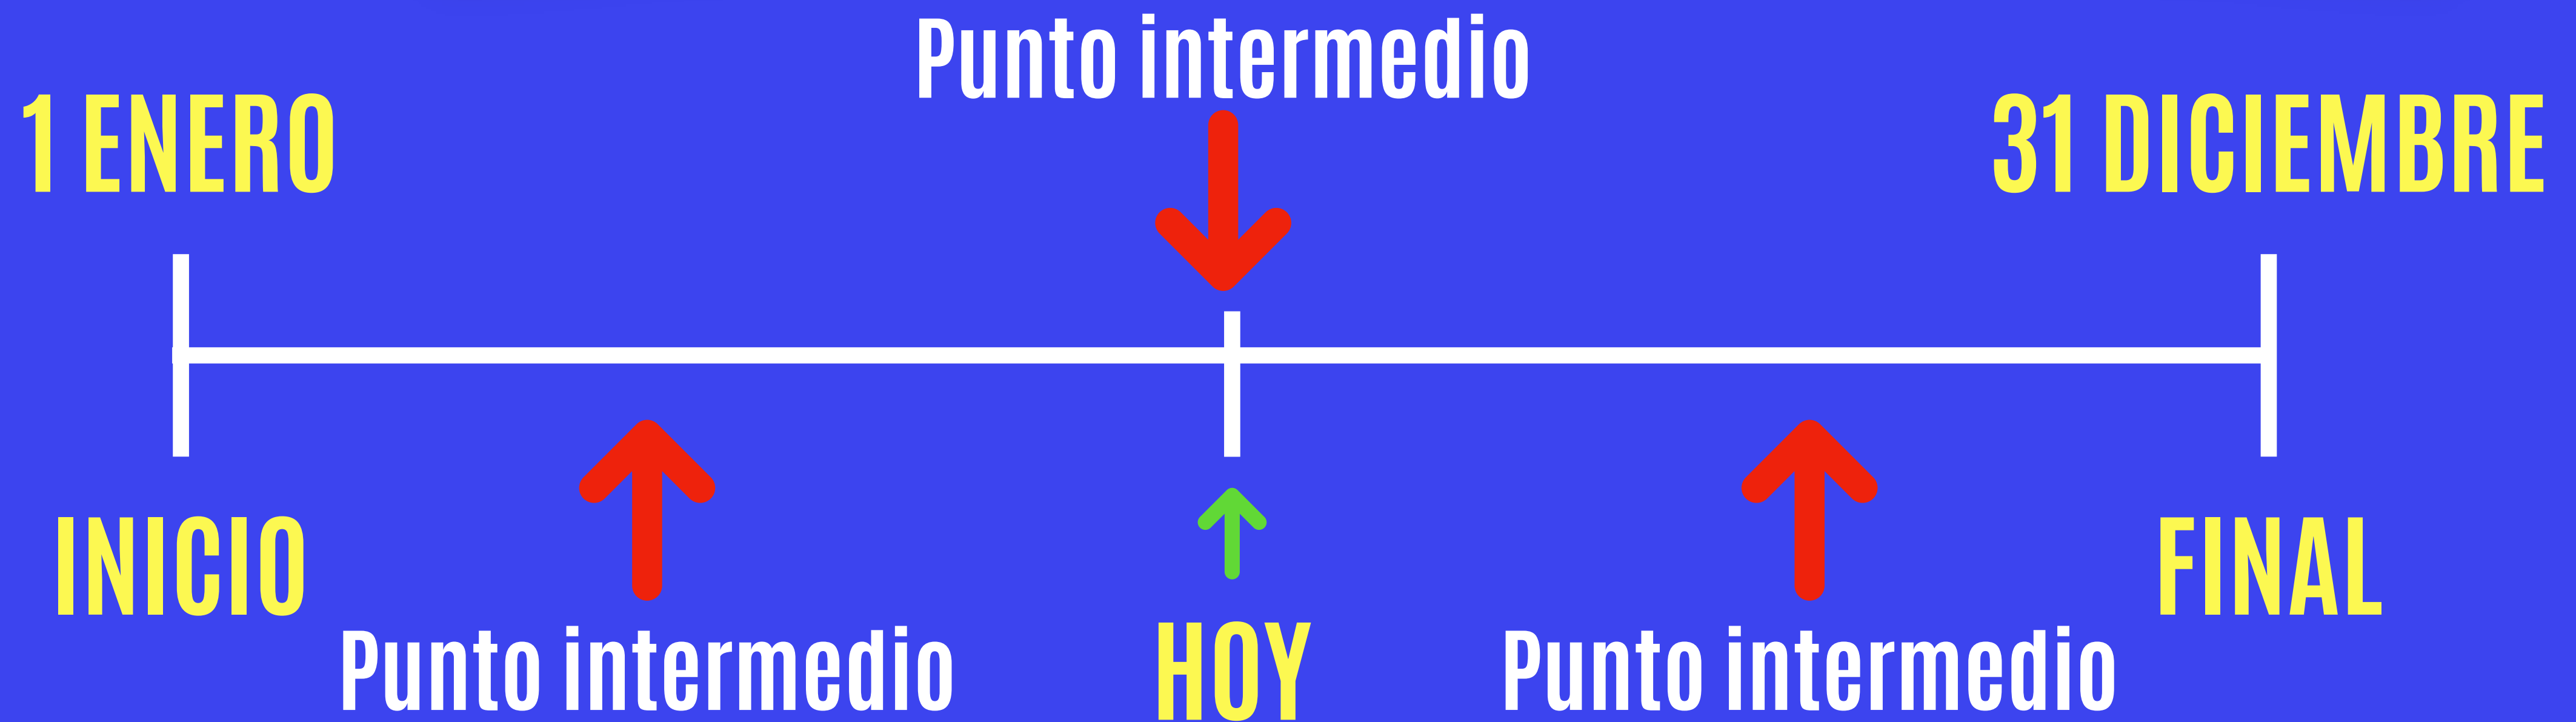 Punto intermedio
1 ENERO
31 DICIEMBRE
INICIO
FINAL
Punto intermedio
HOY
Punto intermedio